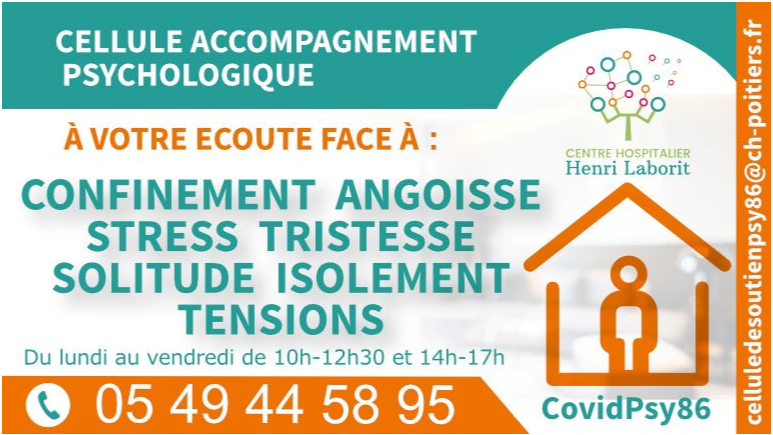 CELLULE ACCOMPAGNEMENT
PSYCHOLOGIQUE
CENTRE HOSPITALIER
Henri Laborit
À VOTRE ECOUTE FACE À :
CONFINEMENT ANGOISSE
STRESS TRISTESSE
SOLITUDE ISOLEMENT
TENSIONS
Du lundi au vendredi de 10h-12h30 et 14h-17h
05 49 44 58 95
CovidPsy86
celluledesoutienpsy86@ch-poitiers.fr